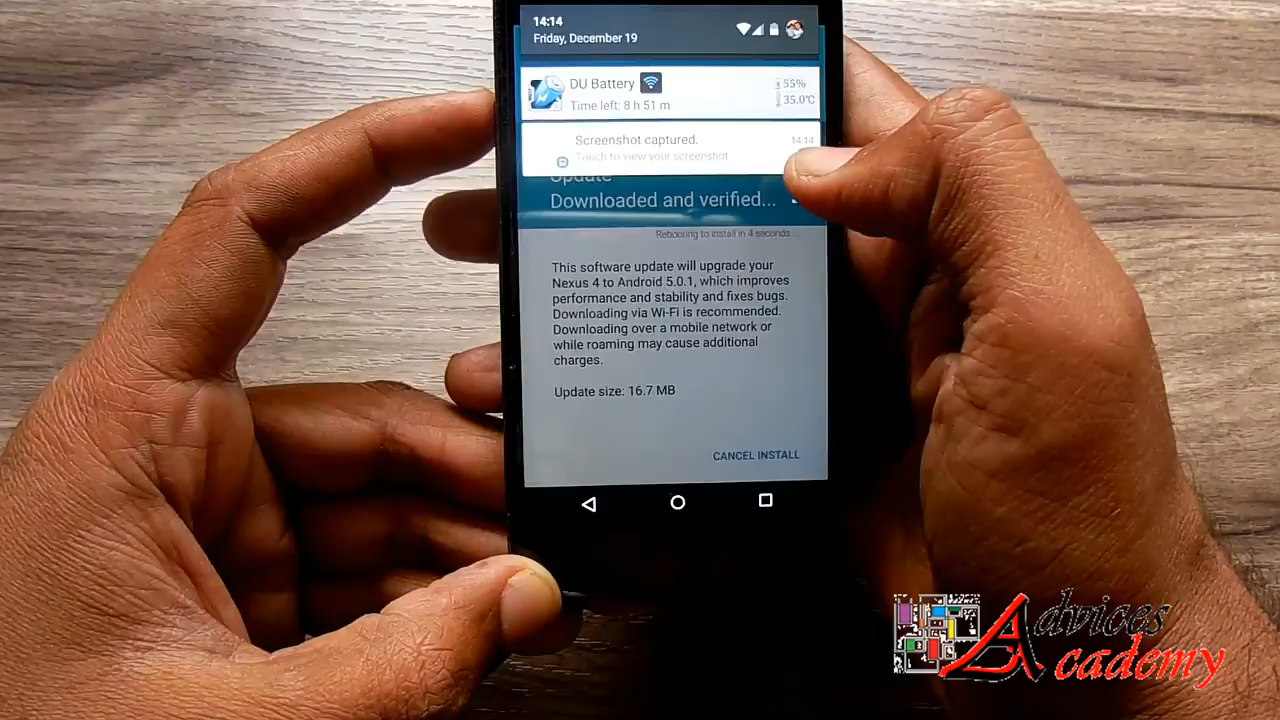 14:14
Friday, December 19
DU Battery
55%
Time left: 8 h 51 m
35.0°C
Screenshot captured.
14:14
Touch to view your screenshot
Update
Downloaded and verified...
Rebooting to install in 4 seconds
This software update will upgrade your
Nexus 4 to Android 5.0.1, which improves
performance and stability and fixes bugs.
Downloading via Wi-Fi is recommended.
Downloading over a mobile network or
while roaming may cause additional
charges.
Update size: 16.7 MB
CANCEL INSTALL
Advices
Academy